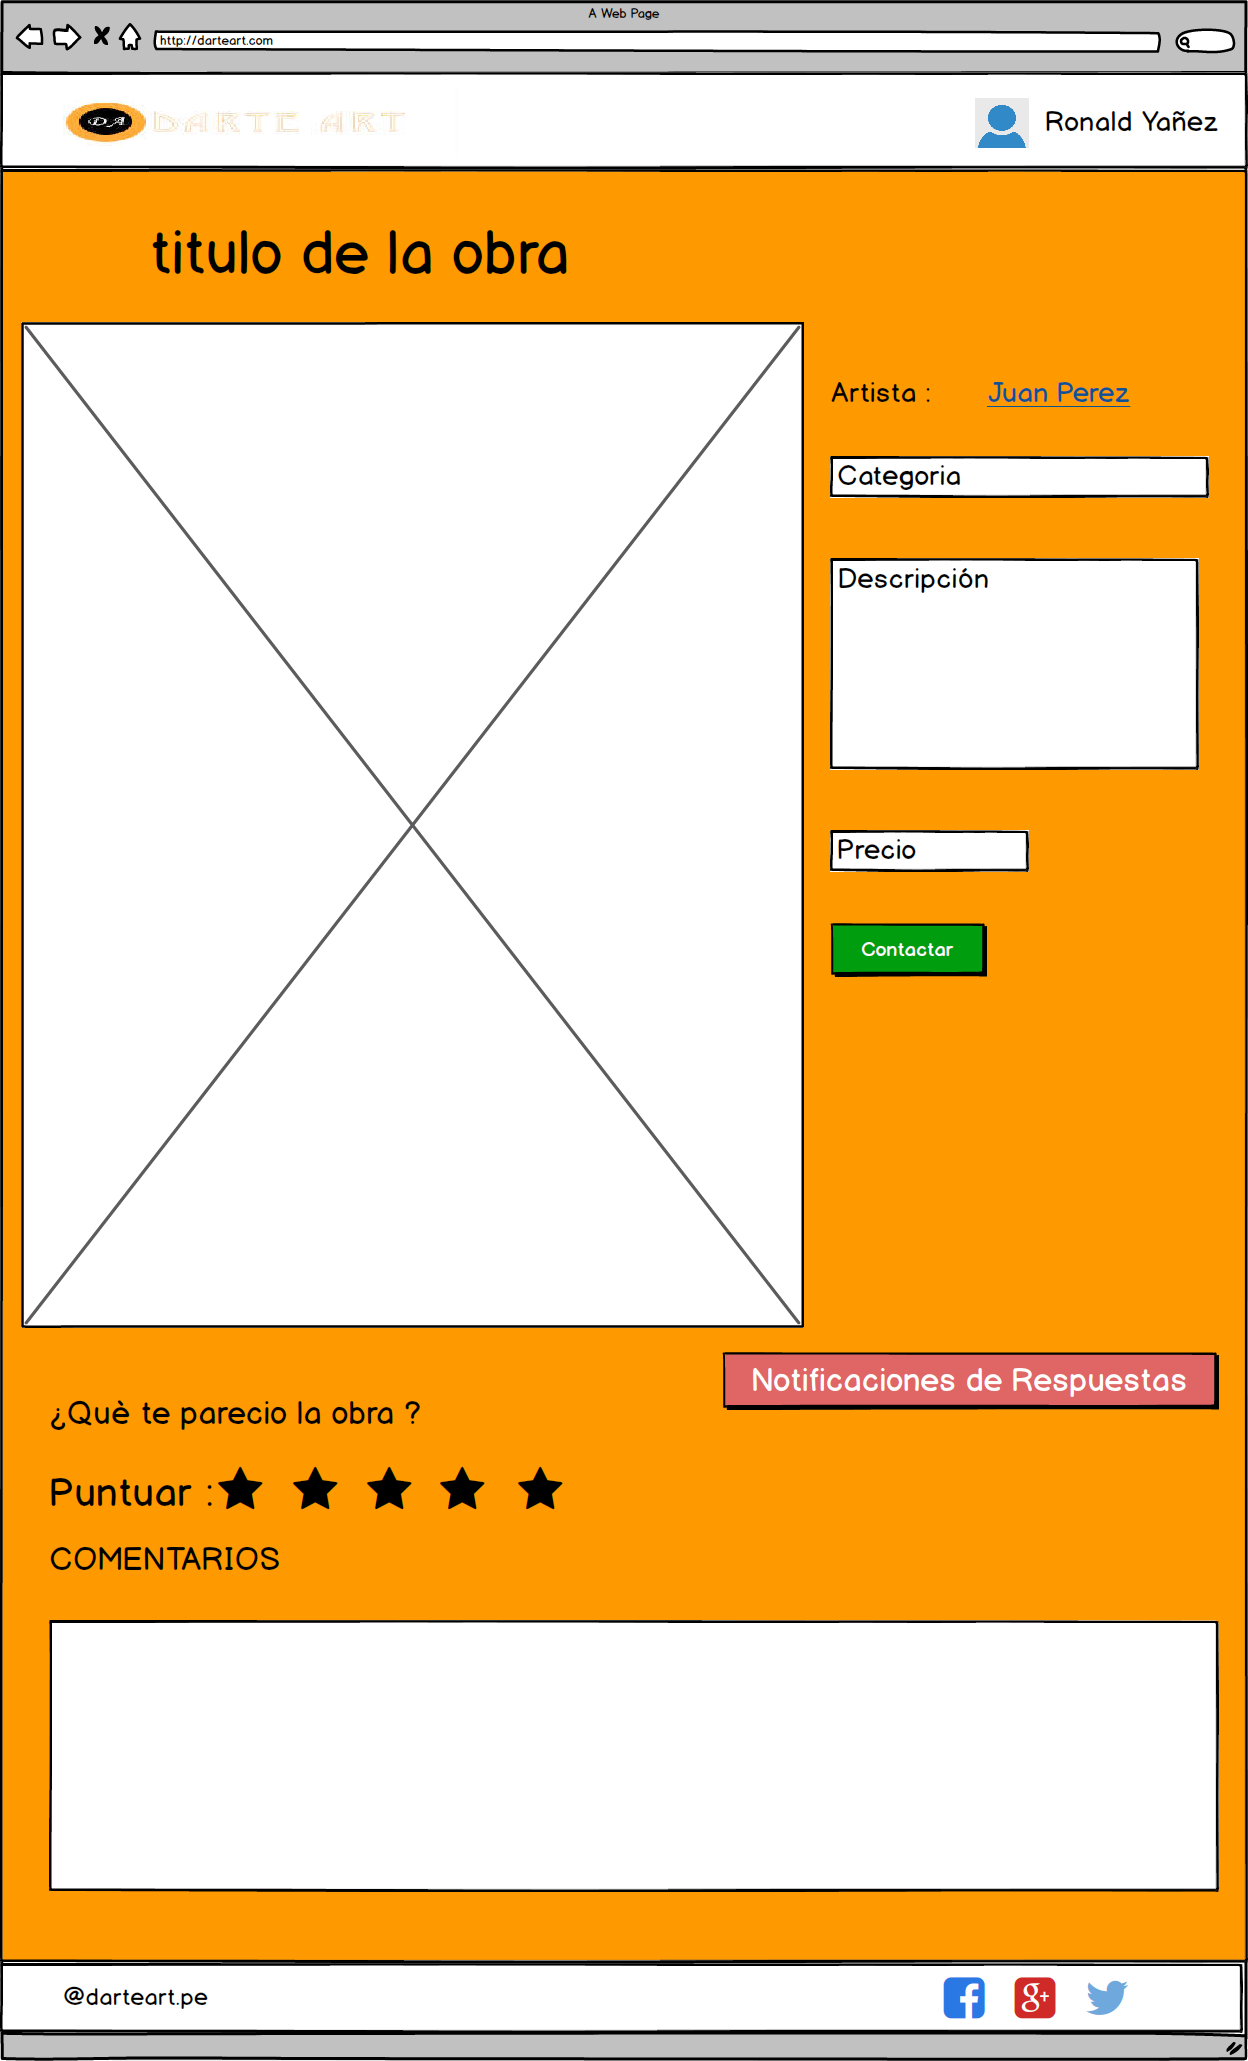 A Web Page
http://darteart.com
DA DARTE ART
Ronald Yañez
titulo de la obra
Artista : Juan Perez
Categoria
Descripción
Precio
Contactar
Notificaciones de Respuestas
¿Què te parecio la obra ?
Puntuar :
COMENTARIOS
@darteart.pe
f g+